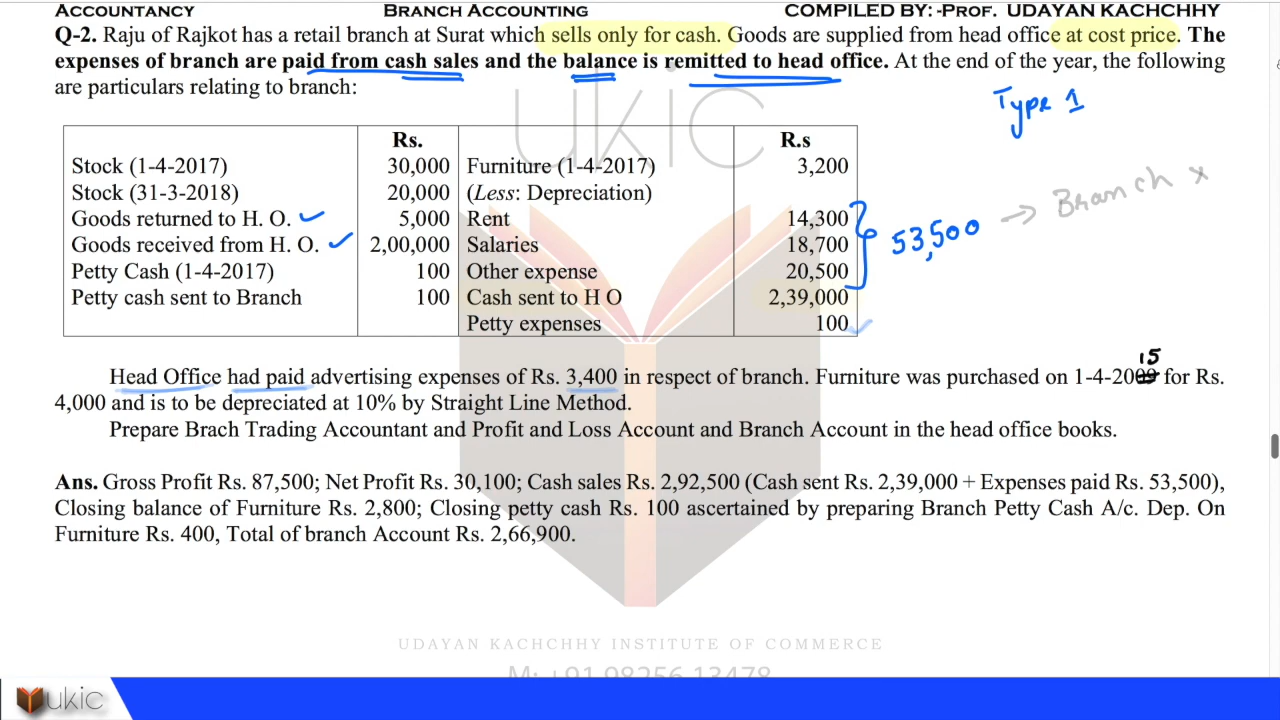 ACCOUNTANCY BRANCH ACCOUNTING COMPILED BY: -PROF. UDAYAN KACHCHHY
Q-2. Raju of Rajkot has a retail branch at Surat which sells only for cash. Goods are supplied from head office at cost price. The
expenses of branch are paid from cash sales and the balance is remitted to head office. At the end of the year, the following
are particulars relating to branch:
Type 1
Rs. R.s
Stock (1-4-2017) 30,000 Furniture (1-4-2017) 3,200
Stock (31-3-2018) 20,000 (Less: Depreciation)
Goods returned to H. O. 5,000 Rent 14,300
Goods received from H. O. 2,00,000 Salaries 18,700
Petty Cash (1-4-2017) 100 Other expense 20,500
Petty cash sent to Branch 100 Cash sent to H O 2,39,000
Petty expenses 100
53,500 → Branch x
Head Office had paid advertising expenses of Rs. 3,400 in respect of branch. Furniture was purchased on 1-4-2009 for Rs.
15
4,000 and is to be depreciated at 10% by Straight Line Method.
Prepare Brach Trading Accountant and Profit and Loss Account and Branch Account in the head office books.
Ans. Gross Profit Rs. 87,500; Net Profit Rs. 30,100; Cash sales Rs. 2,92,500 (Cash sent Rs. 2,39,000 + Expenses paid Rs. 53,500),
Closing balance of Furniture Rs. 2,800; Closing petty cash Rs. 100 ascertained by preparing Branch Petty Cash A/c. Dep. On
Furniture Rs. 400, Total of branch Account Rs. 2,66,900.
UKIC
UDAYAN KACHCHHY INSTITUTE OF COMMERCE
M: +91 98256 13478
ukic